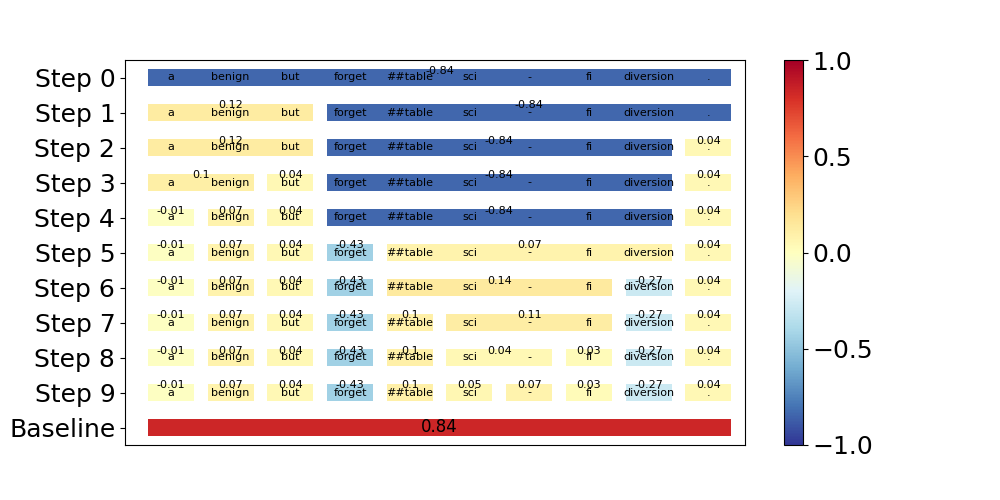 -0.84
Step 0 a benign but forget ##table sci - fi diversion .
0.12 -0.84
Step 1 a benign but forget ##table sci - fi diversion .
0.12 -0.84 0.04
Step 2 a benign but forget ##table sci - fi diversion .
0.1 0.04 -0.84 0.04
Step 3 a benign but forget ##table sci - fi diversion .
-0.01 0.07 0.04 -0.84 0.04
Step 4 a benign but forget ##table sci - fi diversion .
-0.01 0.07 0.04 -0.43 0.07 0.04
Step 5 a benign but forget ##table sci - fi diversion .
-0.01 0.07 0.04 -0.43 0.14 -0.27 0.04
Step 6 a benign but forget ##table sci - fi diversion .
-0.01 0.07 0.04 -0.43 0.1 0.11 -0.27 0.04
Step 7 a benign but forget ##table sci - fi diversion .
-0.01 0.07 0.04 -0.43 0.1 0.04 0.03 -0.27 0.04
Step 8 a benign but forget ##table sci - fi diversion .
-0.01 0.07 0.04 -0.43 0.1 0.05 0.07 0.03 -0.27 0.04
Step 9 a benign but forget ##table sci - fi diversion .
Baseline 0.84
1.0
0.5
0.0
−0.5
−1.0